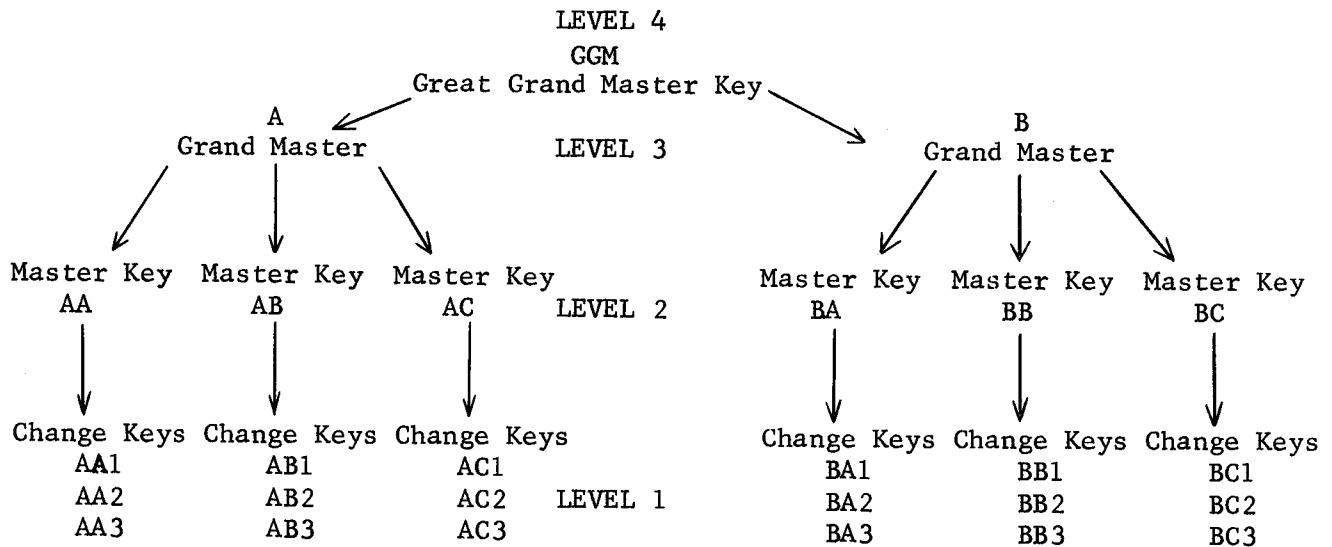 LEVEL 4
GGM
Great Grand Master Key
A
Grand Master
LEVEL 3
B
Grand Master
Master Key Master Key Master Key
AA AB AC
LEVEL 2
Master Key Master Key Master Key
BA BB BC
Change Keys Change Keys Change Keys
AA1 AB1 AC1
AA2 AB2 AC2
AA3 AB3 AC3
LEVEL 1
Change Keys Change Keys Change Keys
BA1 BB1 BC1
BA2 BB2 BC2
BA3 BB3 BC3